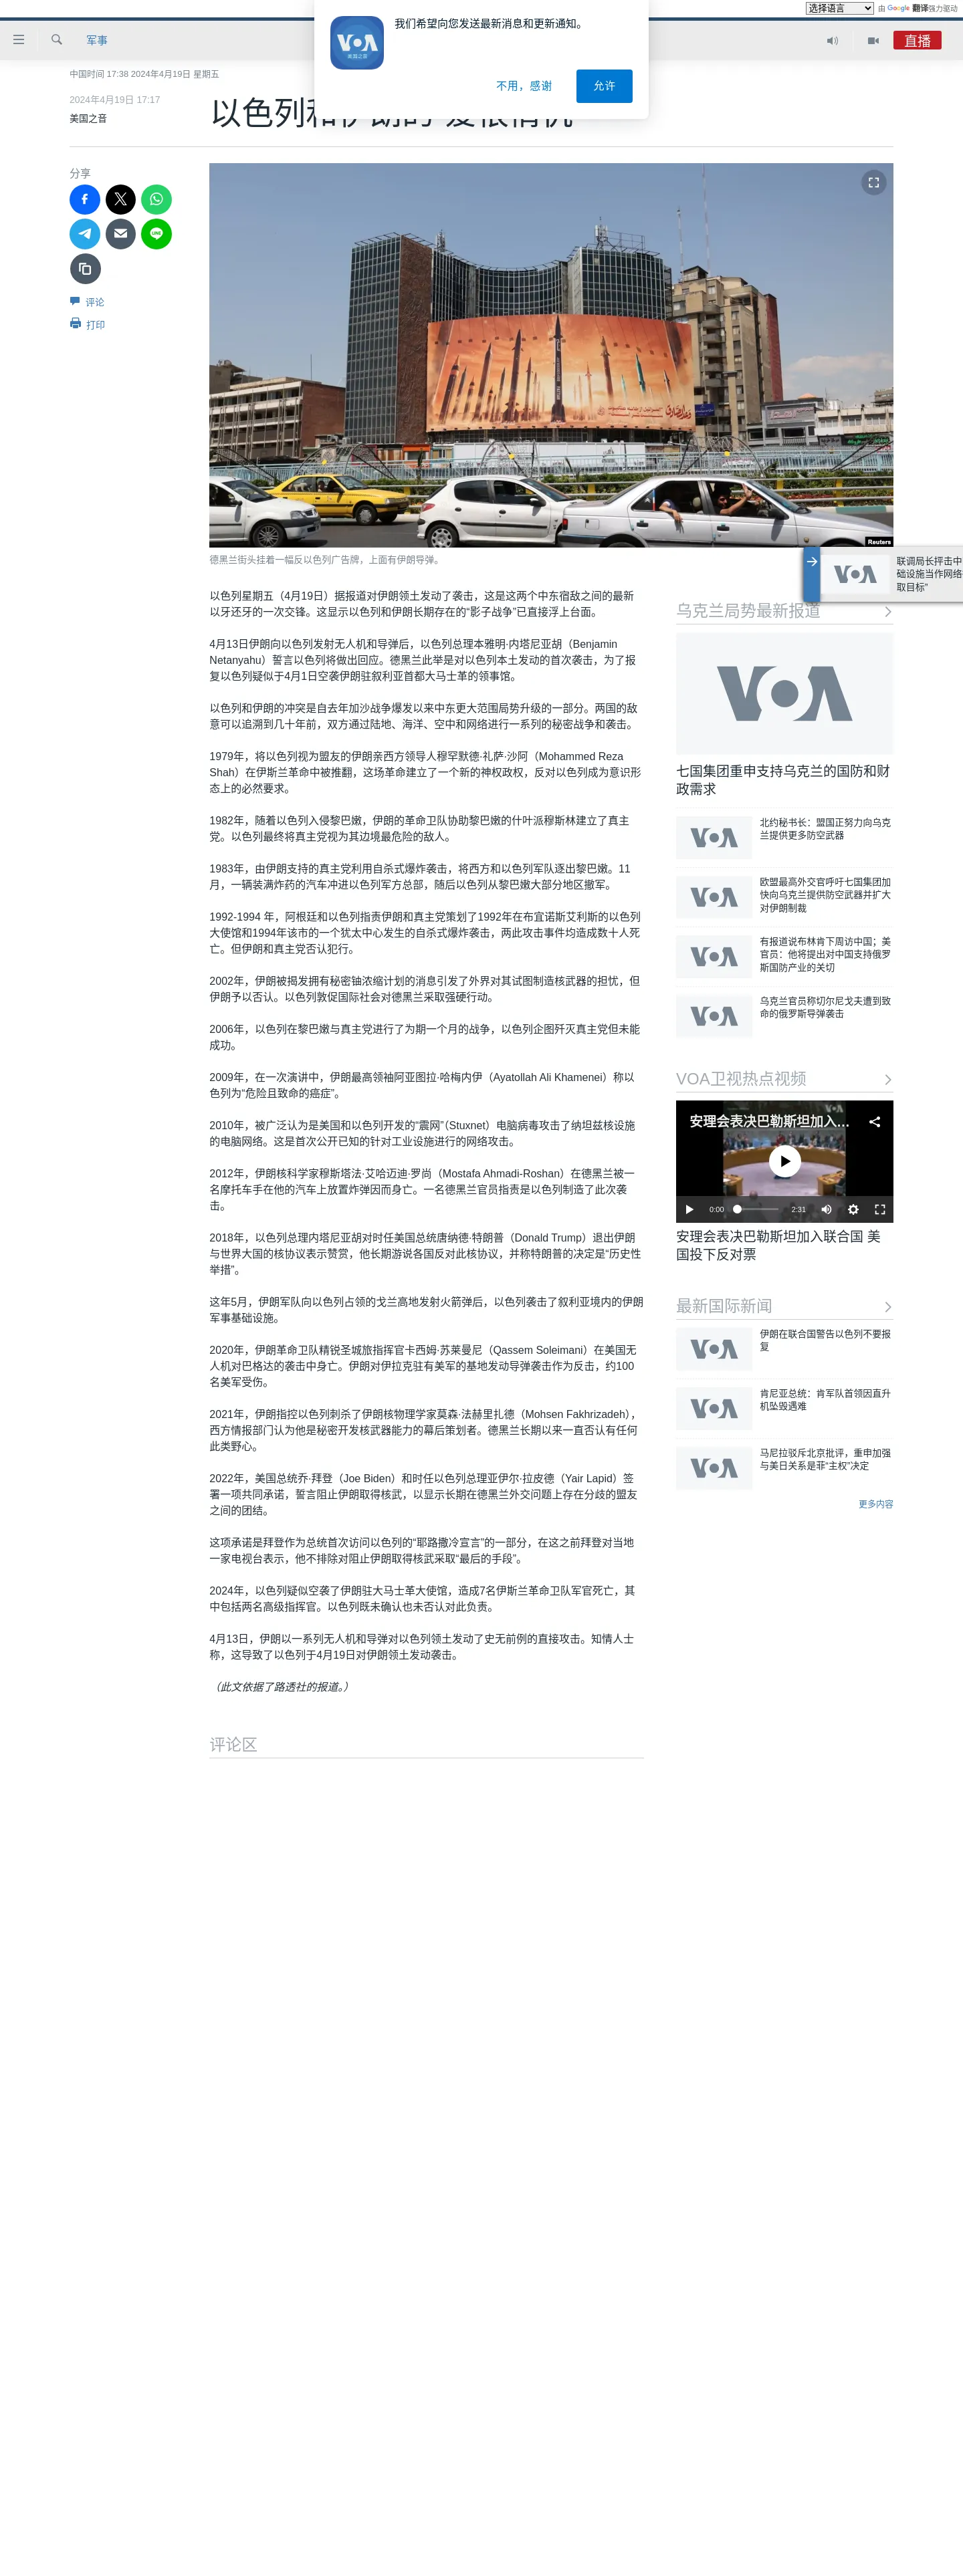 选择语言
由 Google 翻译强力驱动
军事
直播
我们希望向您发送最新消息和更新通知。
VOA
美国之音
不用，感谢
允许
中国时间 17:38 2024年4月19日 星期五
2024年4月19日 17:17
美国之音
以色列和伊朗的
分享
评论
打印
Reuters
德黑兰街头挂着一幅反以色列广告牌，上面有伊朗导弹。
联调局长抨击中
础设施当作网络
取目标”
以色列星期五（4月19日）据报道对伊朗领土发动了袭击，这是这两个中东宿敌之间的最新
以牙还牙的一次交锋。这显示以色列和伊朗长期存在的“影子战争”已直接浮上台面。
4月13日伊朗向以色列发射无人机和导弹后，以色列总理本雅明·内塔尼亚胡（Benjamin
Netanyahu）誓言以色列将做出回应。德黑兰此举是对以色列本土发动的首次袭击，为了报
复以色列疑似于4月1日空袭伊朗驻叙利亚首都大马士革的领事馆。
以色列和伊朗的冲突是自去年加沙战争爆发以来中东更大范围局势升级的一部分。两国的敌
意可以追溯到几十年前，双方通过陆地、海洋、空中和网络进行一系列的秘密战争和袭击。
1979年，将以色列视为盟友的伊朗亲西方领导人穆罕默德·礼萨·沙阿（Mohammed Reza
Shah）在伊斯兰革命中被推翻，这场革命建立了一个新的神权政权，反对以色列成为意识形
态上的必然要求。
1982年，随着以色列入侵黎巴嫩，伊朗的革命卫队协助黎巴嫩的什叶派穆斯林建立了真主
党。以色列最终将真主党视为其边境最危险的敌人。
1983年，由伊朗支持的真主党利用自杀式爆炸袭击，将西方和以色列军队逐出黎巴嫩。11
月，一辆装满炸药的汽车冲进以色列军方总部，随后以色列从黎巴嫩大部分地区撤军。
1992-1994 年，阿根廷和以色列指责伊朗和真主党策划了1992年在布宜诺斯艾利斯的以色列
大使馆和1994年该市的一个犹太中心发生的自杀式爆炸袭击，两此攻击事件均造成数十人死
亡。但伊朗和真主党否认犯行。
2002年，伊朗被揭发拥有秘密铀浓缩计划的消息引发了外界对其试图制造核武器的担忧，但
伊朗予以否认。以色列敦促国际社会对德黑兰采取强硬行动。
2006年，以色列在黎巴嫩与真主党进行了为期一个月的战争，以色列企图歼灭真主党但未能
成功。
2009年，在一次演讲中，伊朗最高领袖阿亚图拉·哈梅内伊（Ayatollah Ali Khamenei）称以
色列为“危险且致命的癌症”。
2010年，被广泛认为是美国和以色列开发的“震网”（Stuxnet）电脑病毒攻击了纳坦兹核设施
的电脑网络。这是首次公开已知的针对工业设施进行的网络攻击。
2012年，伊朗核科学家穆斯塔法·艾哈迈迪·罗尚（Mostafa Ahmadi-Roshan）在德黑兰被一
名摩托车手在他的汽车上放置炸弹因而身亡。一名德黑兰官员指责是以色列制造了此次袭
击。
2018年，以色列总理内塔尼亚胡对时任美国总统唐纳德·特朗普（Donald Trump）退出伊朗
与世界大国的核协议表示赞赏，他长期游说各国反对此核协议，并称特朗普的决定是“历史性
举措”。
这年5月，伊朗军队向以色列占领的戈兰高地发射火箭弹后，以色列袭击了叙利亚境内的伊朗
军事基础设施。
2020年，伊朗革命卫队精锐圣城旅指挥官卡西姆·苏莱曼尼（Qassem Soleimani）在美国无
人机对巴格达的袭击中身亡。伊朗对伊拉克驻有美军的基地发动导弹袭击作为反击，约100
名美军受伤。
2021年，伊朗指控以色列刺杀了伊朗核物理学家莫森·法赫里扎德（Mohsen Fakhrizadeh），
西方情报部门认为他是秘密开发核武器能力的幕后策划者。德黑兰长期以来一直否认有任何
此类野心。
2022年，美国总统乔·拜登（Joe Biden）和时任以色列总理亚伊尔·拉皮德（Yair Lapid）签
署一项共同承诺，誓言阻止伊朗取得核武，以显示长期在德黑兰外交问题上存在分歧的盟友
之间的团结。
这项承诺是拜登作为总统首次访问以色列的“耶路撒冷宣言”的一部分，在这之前拜登对当地
一家电视台表示，他不排除对阻止伊朗取得核武采取“最后的手段”。
2024年，以色列疑似空袭了伊朗驻大马士革大使馆，造成7名伊斯兰革命卫队军官死亡，其
中包括两名高级指挥官。以色列既未确认也未否认对此负责。
4月13日，伊朗以一系列无人机和导弹对以色列领土发动了史无前例的直接攻击。知情人士
称，这导致了以色列于4月19日对伊朗领土发动袭击。
（此文依据了路透社的报道。）
评论区
乌克兰局势最新报道
VOA
七国集团重申支持乌克兰的国防和财
政需求
VOA
北约秘书长：盟国正努力向乌克
兰提供更多防空武器
VOA
欧盟最高外交官呼吁七国集团加
快向乌克兰提供防空武器并扩大
对伊朗制裁
VOA
有报道说布林肯下周访中国；美
官员：他将提出对中国支持俄罗
斯国防产业的关切
VOA
乌克兰官员称切尔尼戈夫遭到致
命的俄罗斯导弹袭击
VOA
VOA卫视热点视频
安理会表决巴勒斯坦加入...
0:00
2:31
安理会表决巴勒斯坦加入联合国 美
国投下反对票
最新国际新闻
VOA
伊朗在联合国警告以色列不要报
复
VOA
肯尼亚总统：肯军队首领因直升
机坠毁遇难
VOA
马尼拉驳斥北京批评，重申加强
与美日关系是菲“主权”决定
更多内容